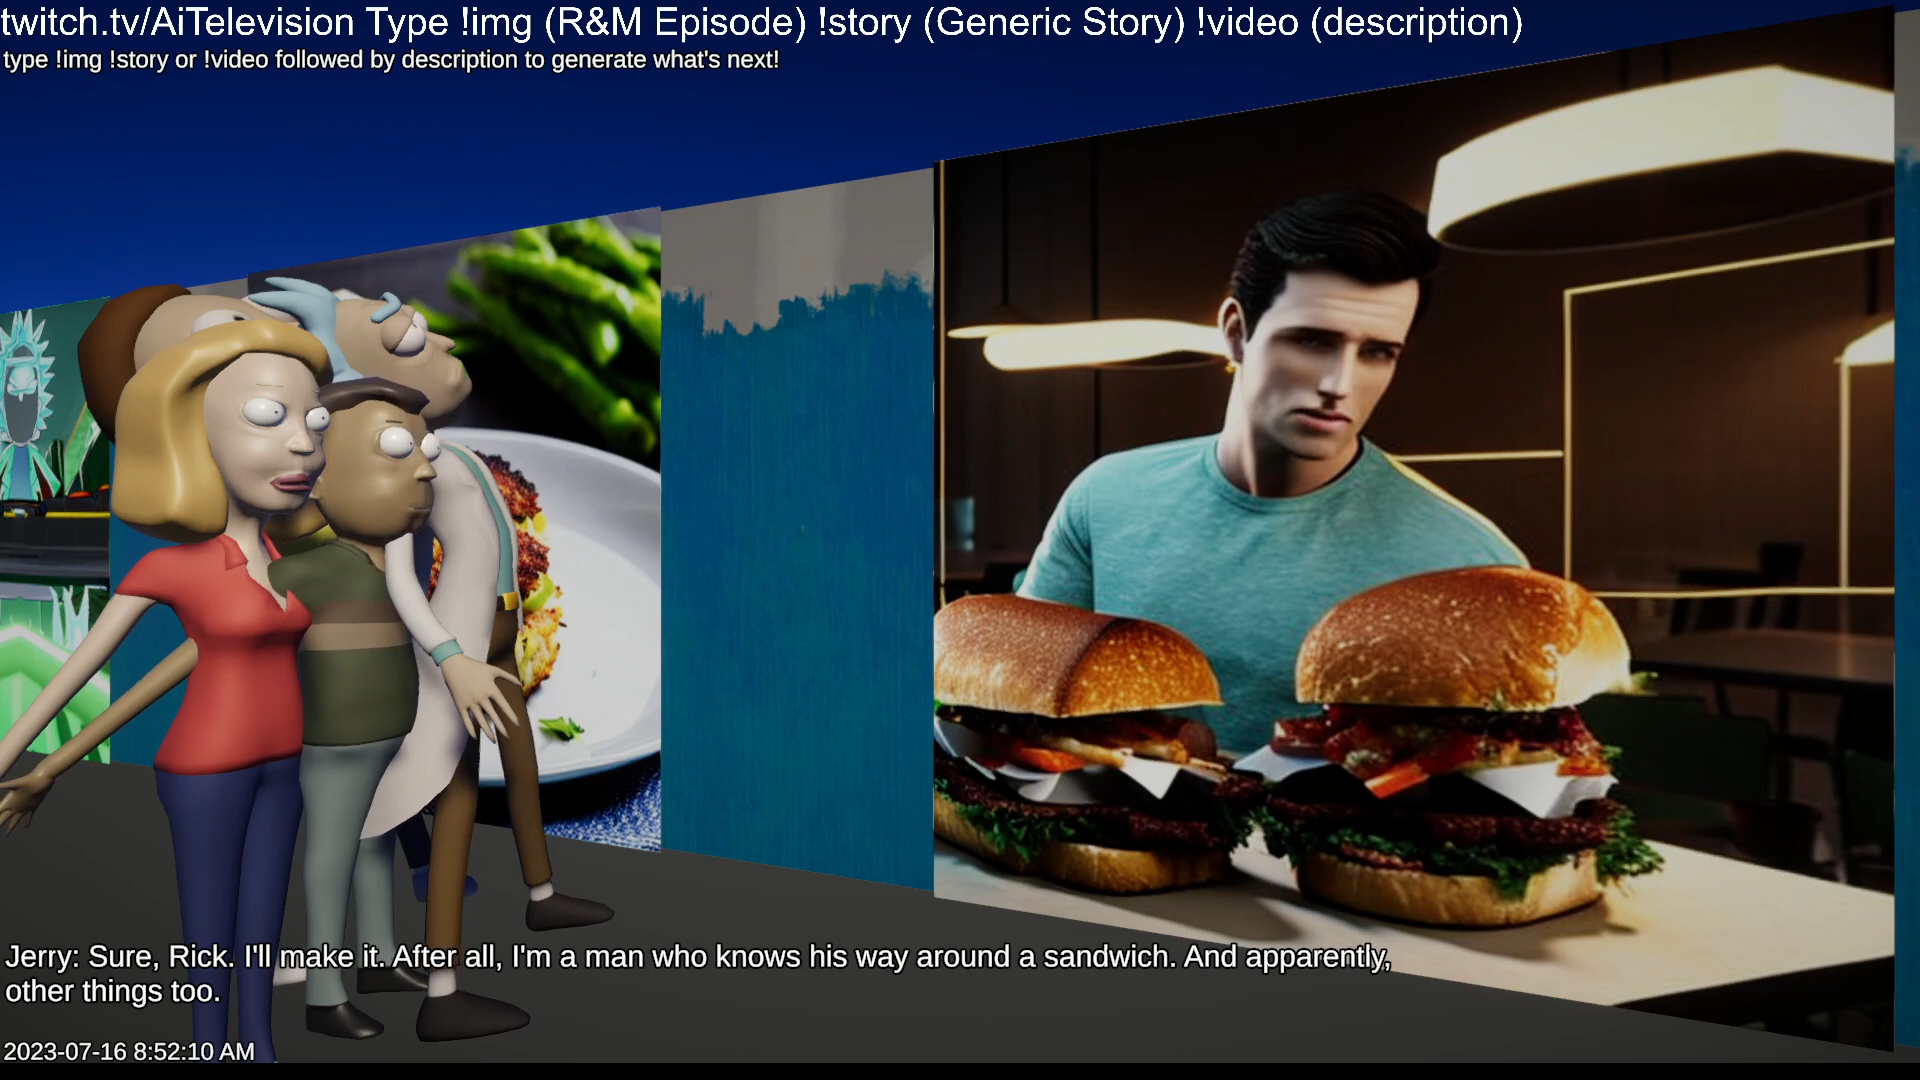 twitch.tv/AiTelevision Type !img (R&M Episode) !story (Generic Story) !video (description)
type !img !story or !video followed by description to generate what's next!
Jerry: Sure, Rick. I'll make it. After all, I'm a man who knows his way around a sandwich. And apparently,
other things too.
2023-07-16 8:52:10 AM